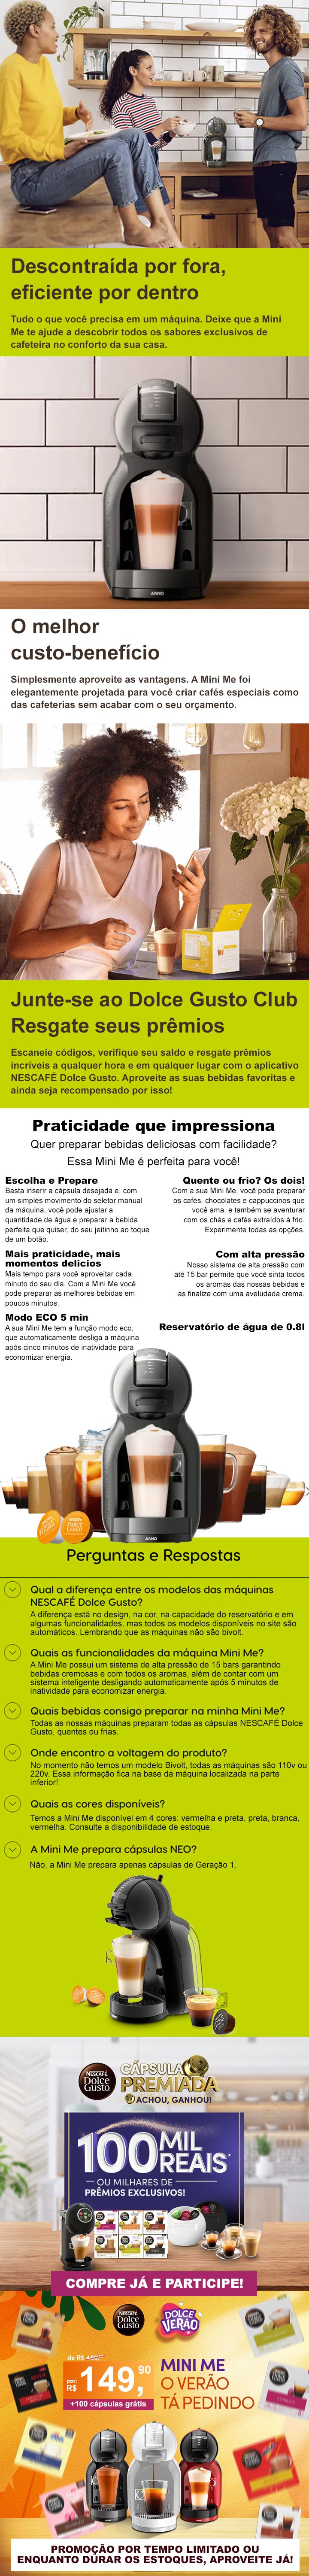 Descontraída por fora,
eficiente por dentro
Tudo o que você precisa em um máquina. Deixe que a Mini
Me te ajude a descobrir todos os sabores exclusivos de
cafeteira no conforto da sua casa.
ARNO
O melhor
custo-benefício
Simplesmente aproveite as vantagens. A Mini Me foi
elegantemente projetada para você criar cafés especiais como
das cafeterias sem acabar com o seu orçamento.
Junte-se ao Dolce Gusto Club
Resgate seus prêmios
Escaneie códigos, verifique seu saldo e resgate prêmios
incríveis a qualquer hora e em qualquer lugar com o aplicativo
NESCAFÉ Dolce Gusto. Aproveite as suas bebidas favoritas e
ainda seja recompensado por isso!
Praticidade que impressiona
Quer preparar bebidas deliciosas com facilidade?
Essa Mini Me é perfeita para você!
Escolha e Prepare
Basta inserir a cápsula desejada e, com
um simples movimento do seletor manual
da máquina, você pode ajustar a
quantidade de água e preparar a bebida
perfeita que quiser, do seu jeitinho ao toque
de um botão.
Mais praticidade, mais
momentos delicios
Mais tempo para você aproveitar cada
minuto do seu dia. Com a Mini Me você
pode preparar as melhores bebidas em
poucos minutos.
Modo ECO 5 min
A sua Mini Me tem a função modo eco,
que automaticamente desliga a máquina
após cinco minutos de inatividade para
economizar energia.
Quente ou frio? Os dois!
Com a sua Mini Me, você pode preparar
os cafés, chocolates e cappuccinos que
você ama, e também se aventurar
com os chás e cafés extraídos à frio.
Experimente todas as opções.
Com alta pressão
Nosso sistema de alta pressão com
até 15 bar permite que você sinta todos
os aromas das nossas bebidas e
as finalize com uma aveludada crema.
Reservatório de água de 0.8l
ARNO
Perguntas e Respostas
Qual a diferença entre os modelos das máquinas
NESCAFÉ Dolce Gusto?
A diferença está no design, na cor, na capacidade do reservatório e em
algumas funcionalidades, mas todos os modelos disponíveis no site são
automáticos. Lembrando que as máquinas não são bivolt.
Quais as funcionalidades da máquina Mini Me?
A Mini Me possui um sistema de alta pressão de 15 bars garantindo
bebidas cremosas e com todos os aromas, além de contar com um
sistema inteligente desligando automaticamente após 5 minutos de
inatividade para economizar energia.
Quais bebidas consigo preparar na minha Mini Me?
Todas as nossas máquinas preparam todas as cápsulas NESCAFÉ Dolce
Gusto, quentes ou frias.
Onde encontro a voltagem do produto?
No momento não temos um modelo Bivolt, todas as máquinas são 110v ou
220v. Essa informação fica na base da máquina localizada na parte
inferior!
Quais as cores disponíveis?
Temos a Mini Me disponível em 4 cores: vermelha e preta, preta, branca,
vermelha. Consulte a disponibilidade de estoque.
A Mini Me prepara cápsulas NEO?
Não, a Mini Me prepara apenas cápsulas de Geração 1.
NESCAFÉ
Dolce
Gusto
CÁPSULA
PREMIADA
ACHOU, GANHOU!
100 MIL
REAIS*
OU MILHARES DE
PRÊMIOS EXCLUSIVOS!
COMPRE JÁ E PARTICIPE!
NESCAFÉ
Dolce
Gusto
DOLCE
VERÃO
de R$
por:
R$ 149,90
+100 cápsulas grátis
MINI ME
O VERÃO
TÁ PEDINDO
PROMOÇÃO POR TEMPO LIMITADO OU
ENQUANTO DURAR OS ESTOQUES, APROVEITE JÁ!